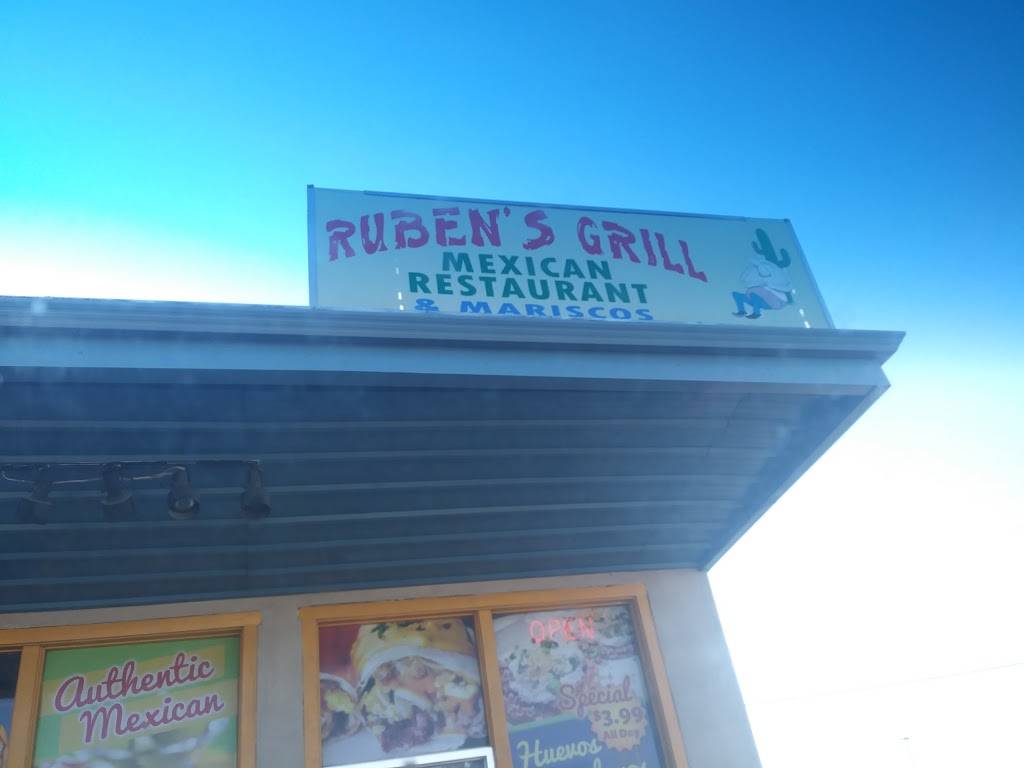 RUBEN'S GRILL
MEXICAN
RESTAURANT
& MARISCOS
Authentic
Mexican
OPEN
Special
$3.99
All Day
Huevos